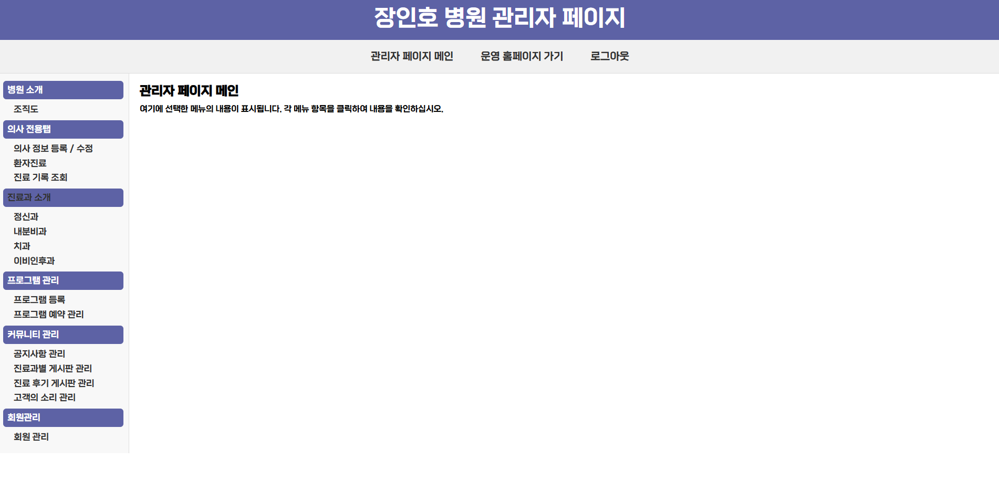 장인호 병원 관리자 페이지
관리자 페이지 메인 운영 홈페이지 가기 로그아웃
병원 소개
조직도
의사 전용탭
의사 정보 등록 / 수정
환자진료
진료 기록 조회
진료과 소개
정신과
내분비과
치과
이비인후과
프로그램 관리
프로그램 등록
프로그램 예약 관리
커뮤니티 관리
공지사항 관리
진료과별 게시판 관리
진료 후기 게시판 관리
고객의 소리 관리
회원관리
회원 관리
관리자 페이지 메인
여기에 선택한 메뉴의 내용이 표시됩니다. 각 메뉴 항목을 클릭하여 내용을 확인하십시오.